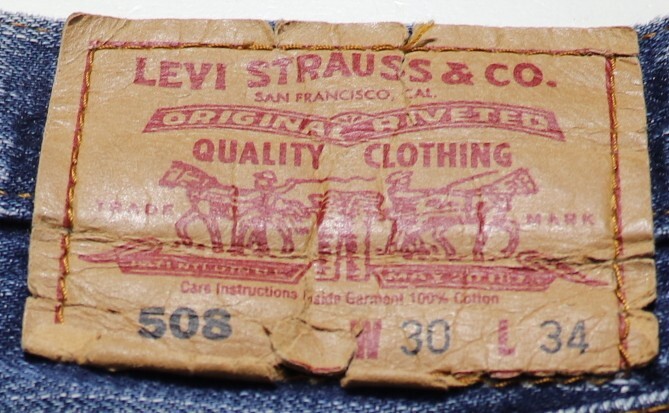 LEVI STRAUSS & CO.
SAN FRANCISCO, CAL.
ORIGINAL RIVETED
QUALITY CLOTHING
TRADE MARK
Care Instructions Inside Garment 100% Cotton
508 W 30 L 34